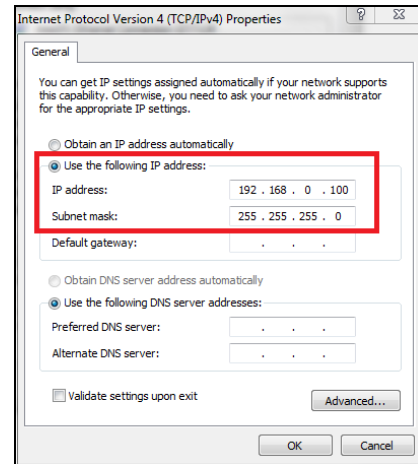 Internet Protocol Version 4 (TCP/IPv4) Properties
General
You can get IP settings assigned automatically if your network supports
this capability. Otherwise, you need to ask your network administrator
for the appropriate IP settings.
Obtain an IP address automatically
Use the following IP address:
IP address: 192 . 168 . 0 . 100
Subnet mask: 255 . 255 . 255 . 0
Default gateway: . . .
Obtain DNS server address automatically
Use the following DNS server addresses:
Preferred DNS server: . . .
Alternate DNS server: . . .
Validate settings upon exit
Advanced...
OK Cancel